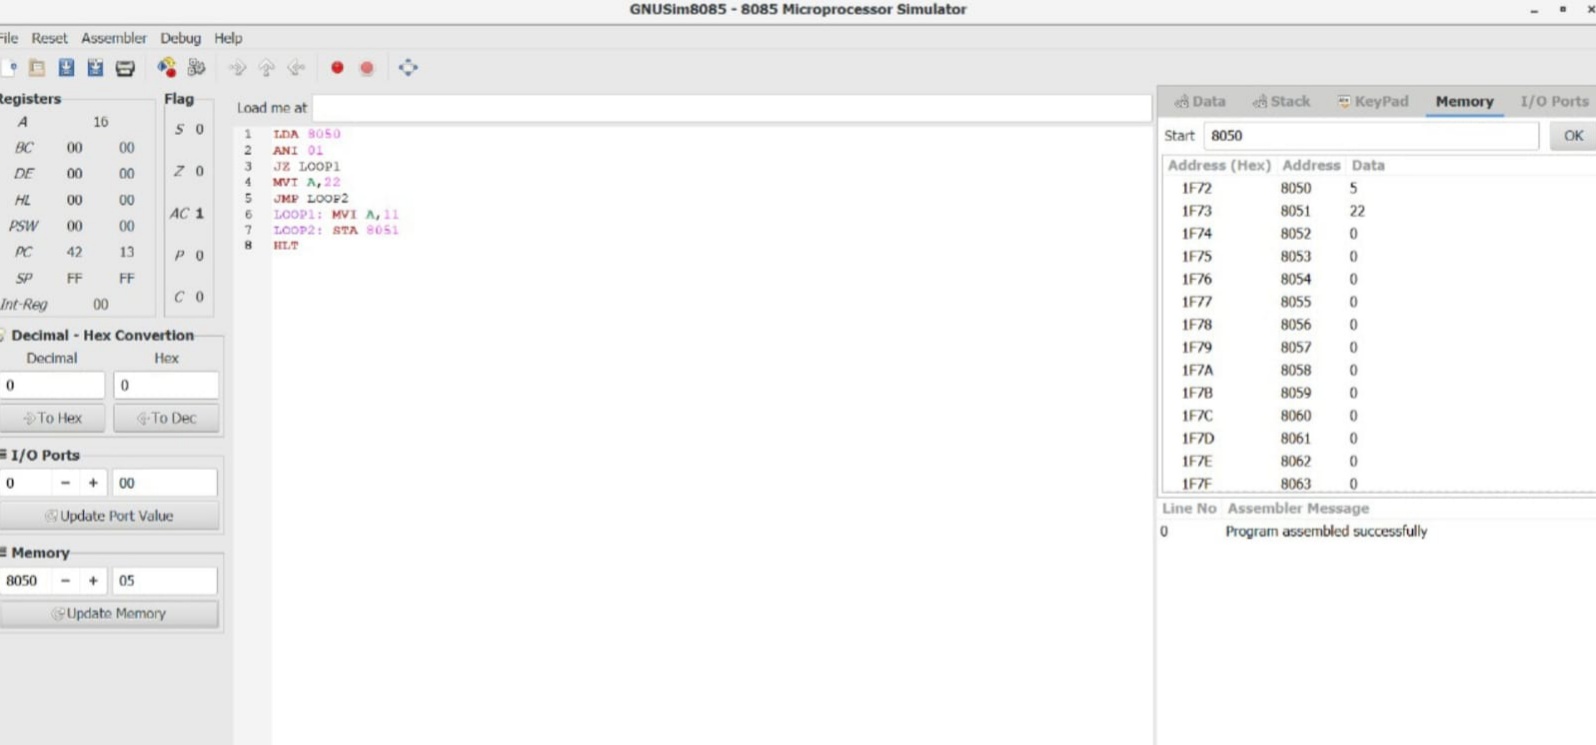 GNUSim8085 - 8085 Microprocessor Simulator
File Reset Assembler Debug Help
Registers
A 16
BC 00 00
DE 00 00
HL 00 00
PSW 00 00
PC 42 13
SP FF FF
Int-Reg 00
Flag
S 0
Z 0
AC 1
P 0
C 0
Decimal - Hex Convertion
Decimal Hex
0 0
To Hex To Dec
I/O Ports
0 - + 00
Update Port Value
Memory
8050 - + 05
Update Memory
Load me at
1 LDA 8050
2 ANI 01
3 JZ LOOP1
4 MVI A,22
5 JMP LOOP2
6 LOOP1: MVI A,11
7 LOOP2: STA 8051
8 HLT
Data Stack KeyPad Memory I/O Ports
Start 8050 OK
Address (Hex) Address Data
1F72 8050 5
1F73 8051 22
1F74 8052 0
1F75 8053 0
1F76 8054 0
1F77 8055 0
1F78 8056 0
1F79 8057 0
1F7A 8058 0
1F7B 8059 0
1F7C 8060 0
1F7D 8061 0
1F7E 8062 0
1F7F 8063 0
Line No Assembler Message
0 Program assembled successfully